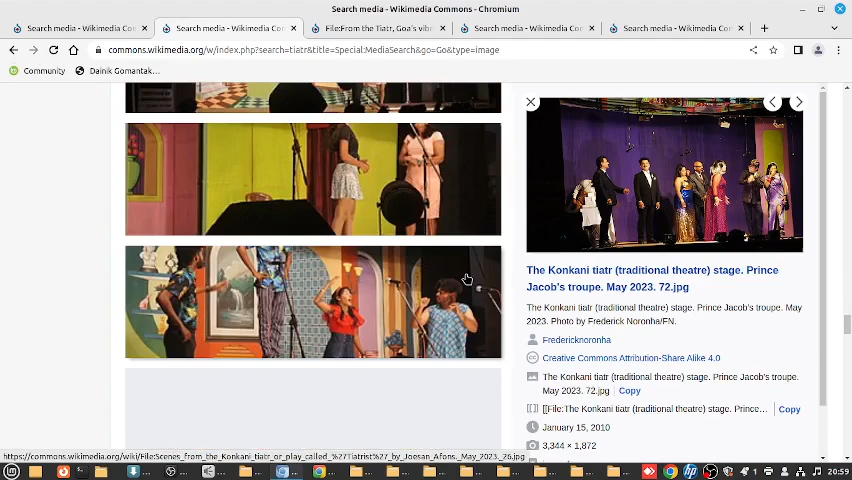 Search media - Wikimedia Commons - Chromium
Search media - Wikimedia Com
Search media - Wikimedia Com
File:From the Tiatr, Goa's vibr
Search media - Wikimedia Com
Search media - Wikimedia Com
commons.wikimedia.org/w/index.php?search=tiatr&title=Special:MediaSearch&go=Go&type=image
Community
Dainik Gomantak…
The Konkani tiatr (traditional theatre) stage. Prince
Jacob's troupe. May 2023. 72.jpg
The Konkani tiatr (traditional theatre) stage. Prince Jacob's troupe. May
2023. Photo by Frederick Noronha/FN.
Fredericknoronha
Creative Commons Attribution-Share Alike 4.0
The Konkani tiatr (traditional theatre) stage. Prince Jacob's troupe.
May 2023. 72.jpg Copy
[[File:The Konkani tiatr (traditional theatre) stage. Prince… Copy
January 15, 2010
3,344 × 1,872
https://commons.wikimedia.org/wiki/File:Scenes_from_the_Konkani_tiatr_or_play_called_%27Tiatrist%27_by_Joesan_Afons._May_2023._26.jpg
20:59